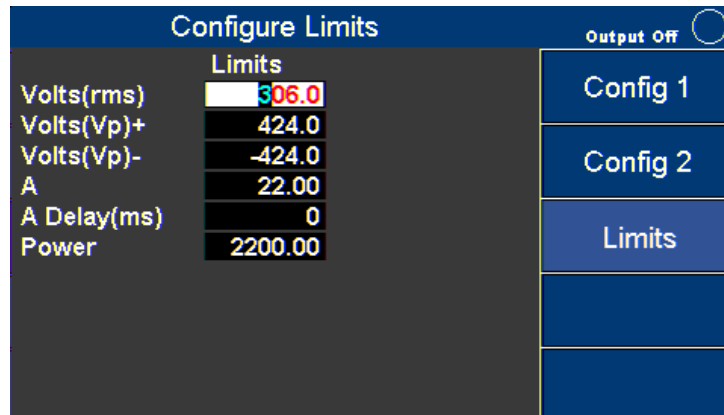 Configure Limits
Output Off
Limits
Volts(rms) 306.0
Volts(Vp)+ 424.0
Volts(Vp)- -424.0
A 22.00
A Delay(ms) 0
Power 2200.00
Config 1
Config 2
Limits